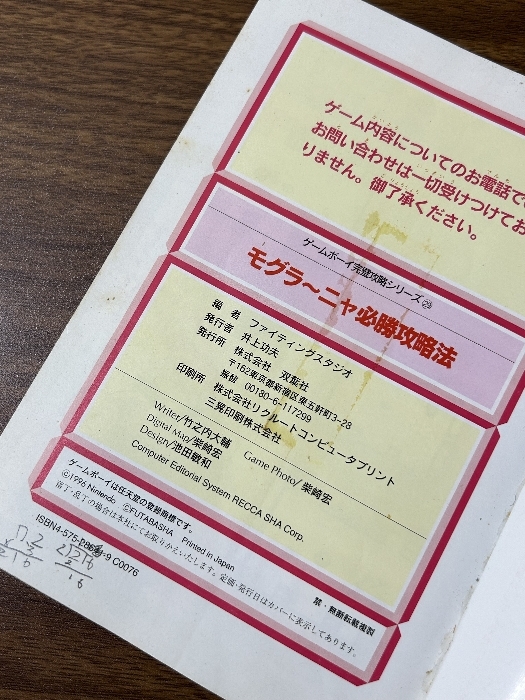 ゲーム内容についてのお電話で
お問い合わせは一切受けつけてお
りません。御了承ください。
ゲームボーイ完璧攻略シリーズ
モグラ〜ニャ必勝攻略法
編　者　ファイティングスタジオ
発行者　井上功夫
発行所　株式会社　双葉社
〒162東京都新宿区東五軒町3-28
振替　00180-6-117299
印刷所　株式会社リクルートコンピュータプリント
三晃印刷株式会社
Writer/竹之内大輔　Game Photo/柴崎宏
Digital Map/柴崎宏
Design/池田敏和
Computer Editorial System RECCA SHA Corp.
ゲームボーイは任天堂の登録商標です。
©1996 Nintendo　©FUTABASHA　Printed in Japan
落丁・乱丁の場合は本社にてお取りかえいたします。定価・発行日はカバーに表示してあります。
禁・無断転載複製
ISBN4-575-28 -9 C0076